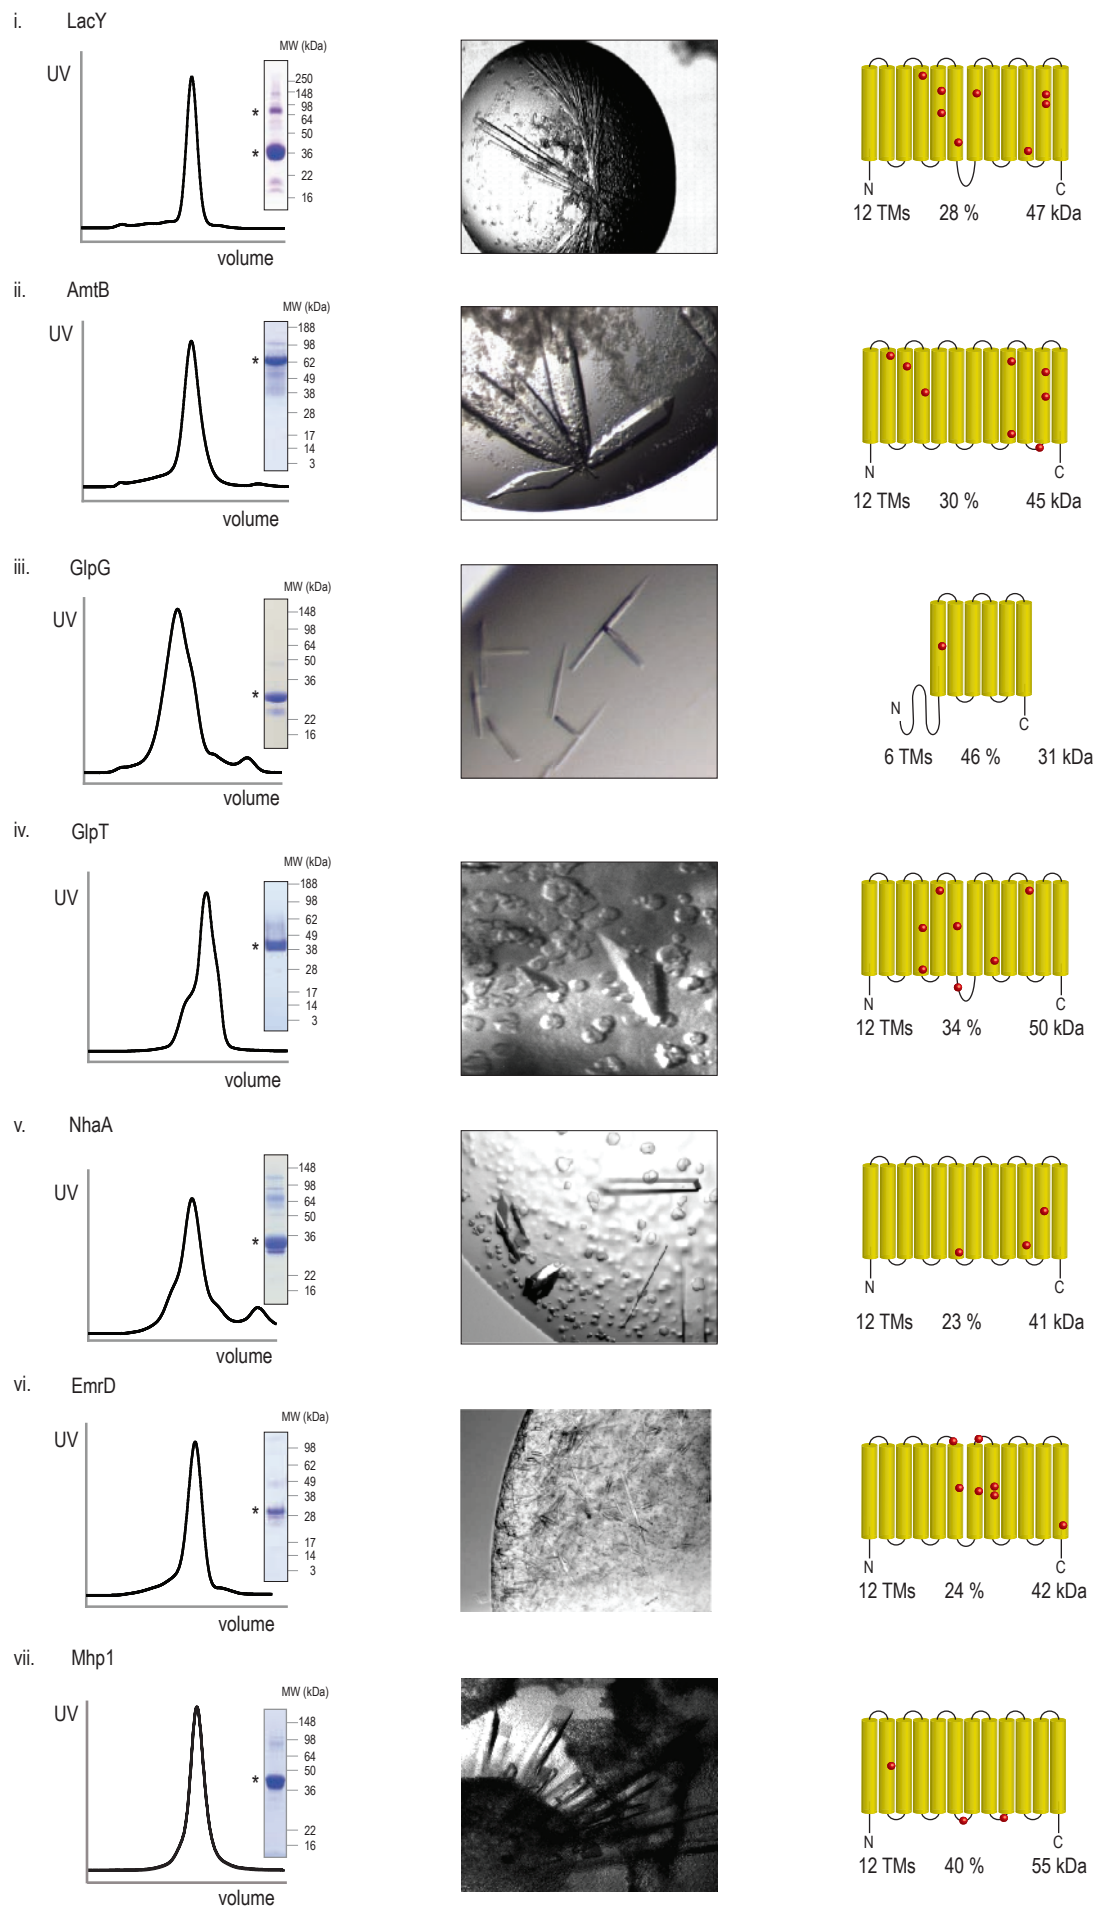 i. LacY
MW (kDa)
UV
250
148
98
64
50
36
22
16
*
*
volume
N
C
12 TMs 28 % 47 kDa
ii. AmtB
MW (kDa)
UV
188
98
62
49
38
28
17
14
3
*
volume
N
C
12 TMs 30 % 45 kDa
iii. GlpG
MW (kDa)
UV
148
98
64
50
36
22
16
*
volume
N
C
6 TMs 46 % 31 kDa
iv. GlpT
MW (kDa)
UV
188
98
62
49
38
28
17
14
3
*
volume
N
C
12 TMs 34 % 50 kDa
v. NhaA
UV
148
98
64
50
36
22
16
*
volume
N
C
12 TMs 23 % 41 kDa
vi. EmrD
MW (kDa)
UV
98
62
49
38
28
17
14
3
*
volume
N
C
12 TMs 24 % 42 kDa
vii. Mhp1
MW (kDa)
UV
148
98
64
50
36
22
16
*
volume
N
C
12 TMs 40 % 55 kDa